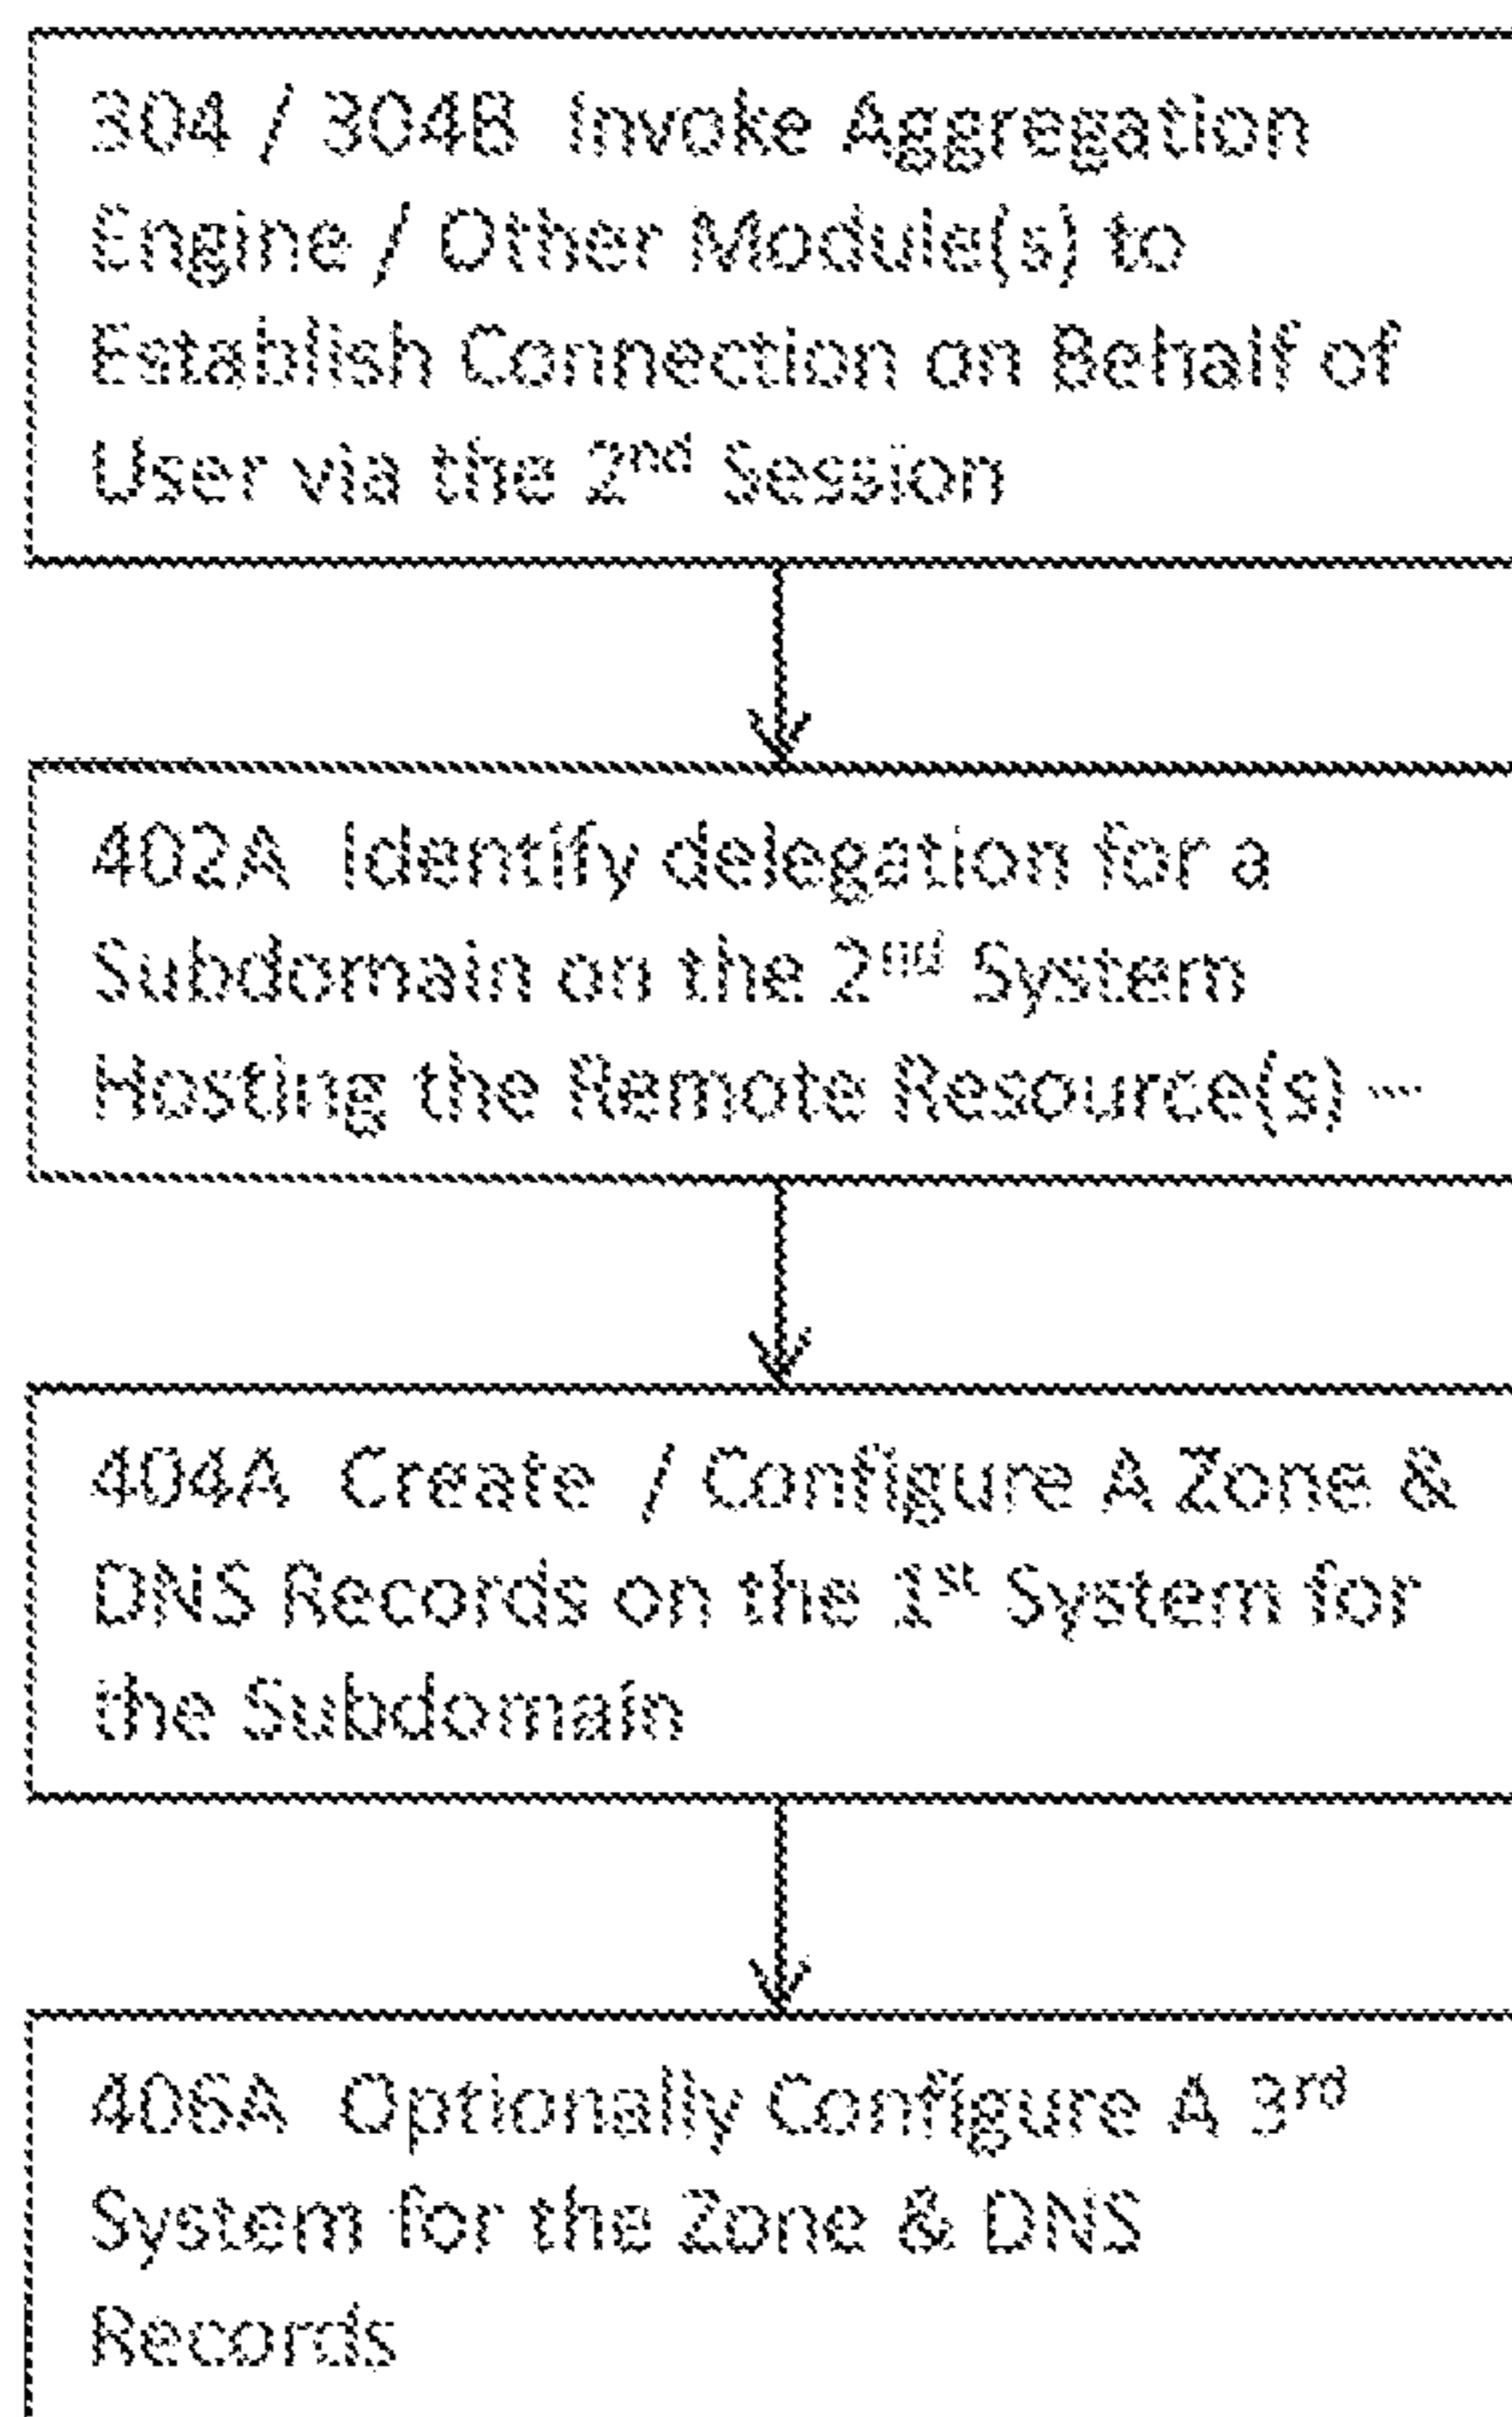 304 / 304B Invoke Aggregation
Engine / Other Module(s) to
Establish Connection on Behalf of
User via the 2nd Session
402A Identify delegation for a
Subdomain on the 2nd System
Hosting the Remote Resource(s) ...
404A Create / Configure A Zone &
DNS Records on the 1st System for
the Subdomain
406A Optionally Configure A 3rd
System for the Zone & DNS
Records